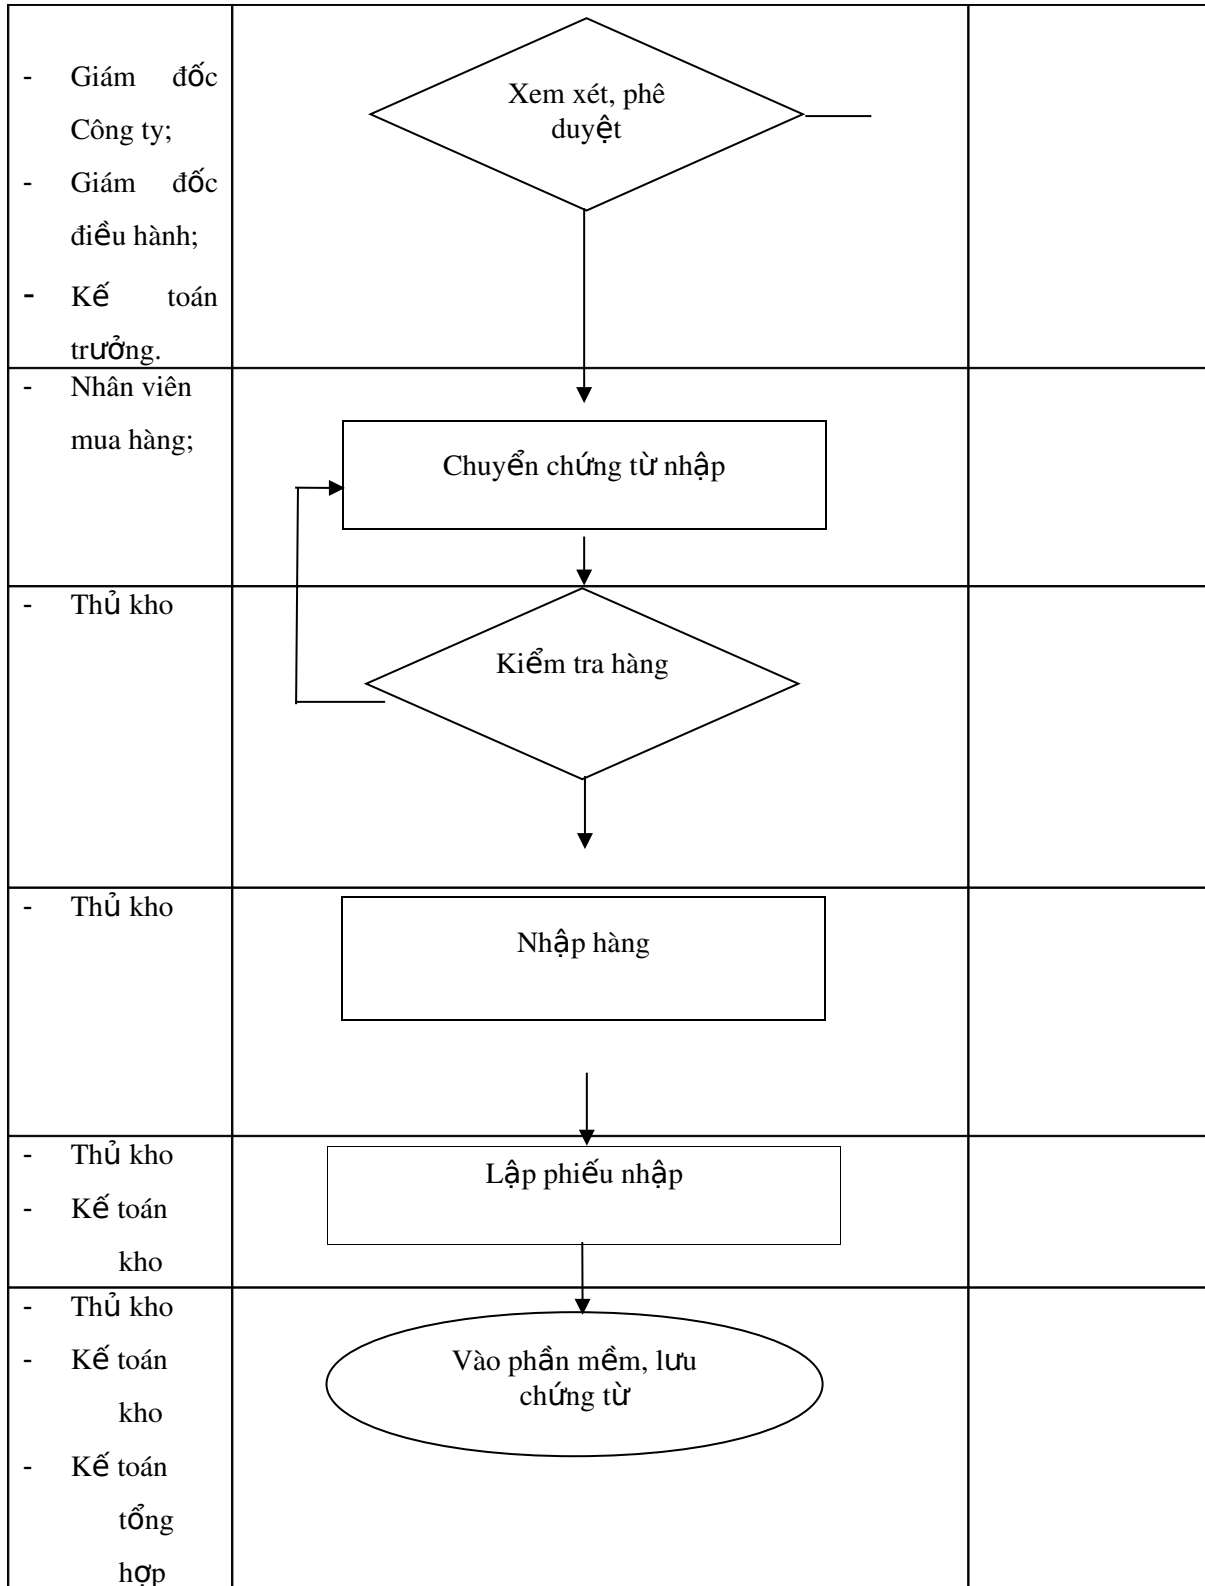 - Giám đốc
Công ty;
- Giám đốc
điều hành;
- Kế toán
trưởng.
Xem xét, phê
duyệt
- Nhân viên
mua hàng;
Chuyển chứng từ nhập
- Thủ kho
Kiểm tra hàng
- Thủ kho
Nhập hàng
- Thủ kho
- Kế toán
kho
Lập phiếu nhập
- Thủ kho
- Kế toán
kho
- Kế toán
tổng
hợp
Vào phần mềm, lưu
chứng từ